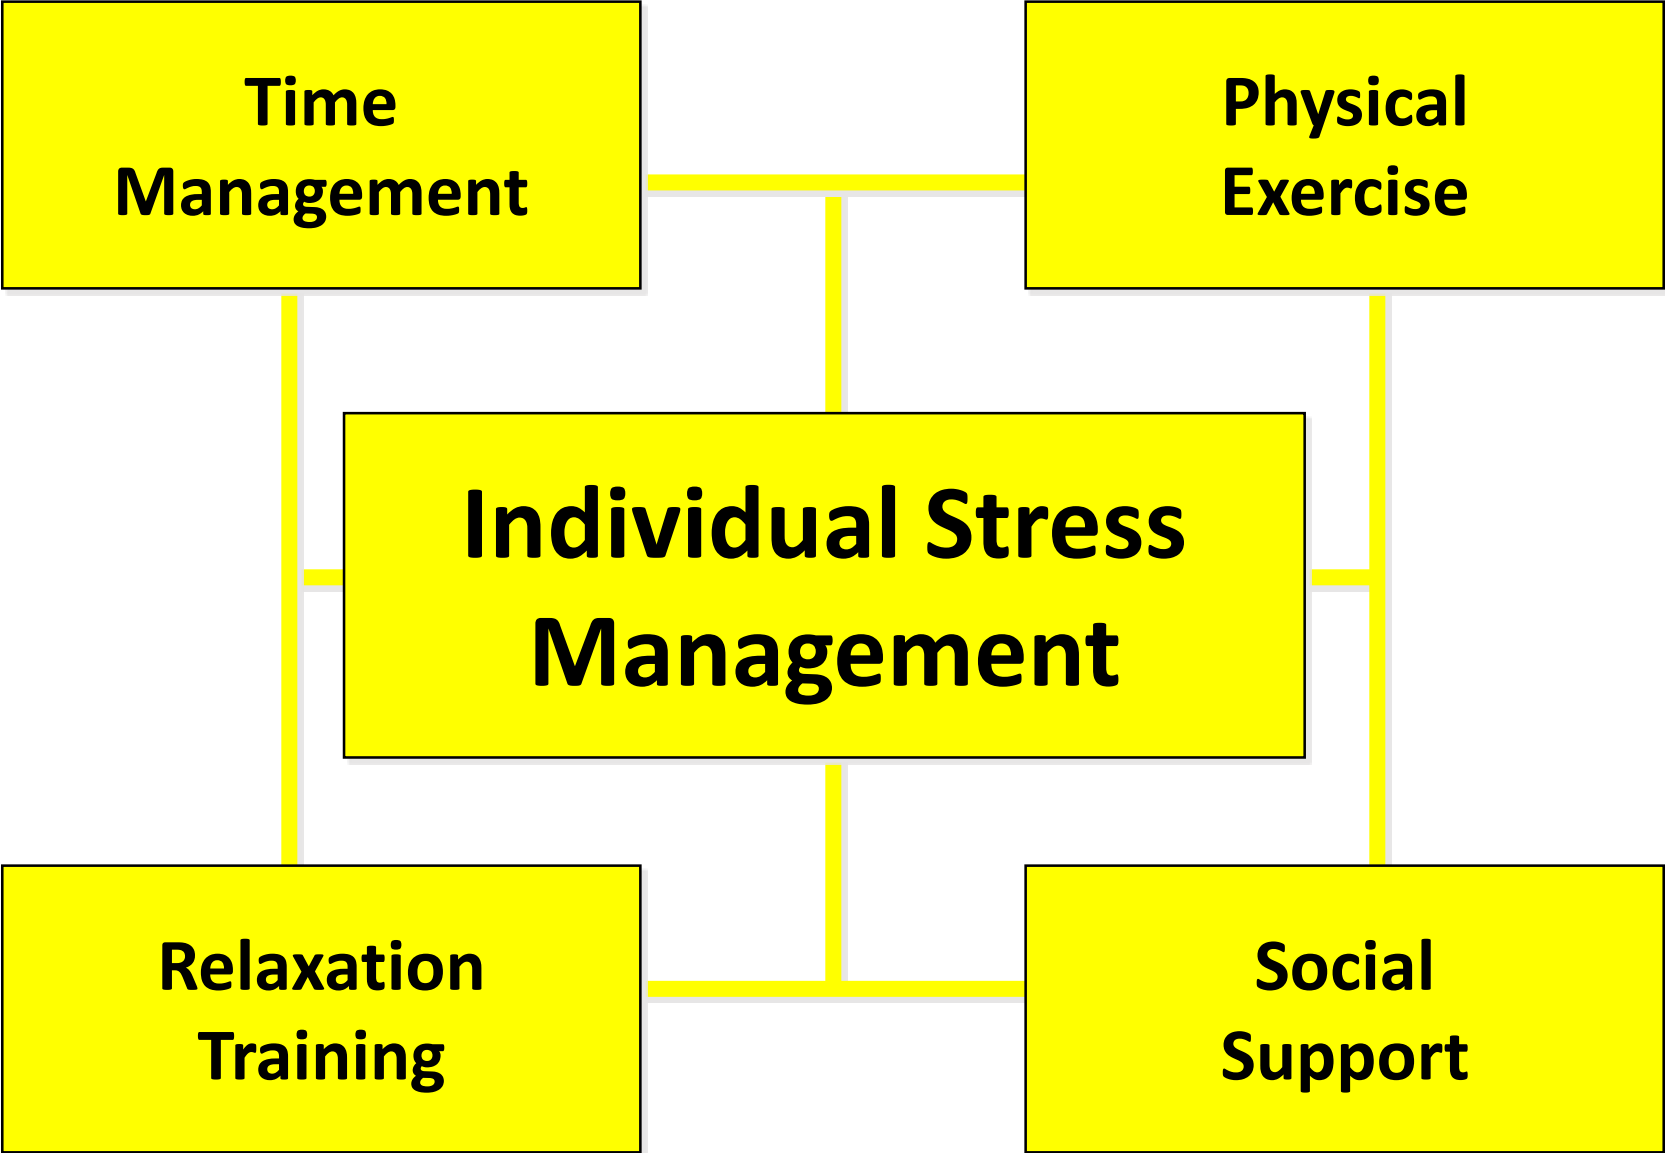 Time
Management
Physical
Exercise
Individual Stress
Management
Relaxation
Training
Social
Support